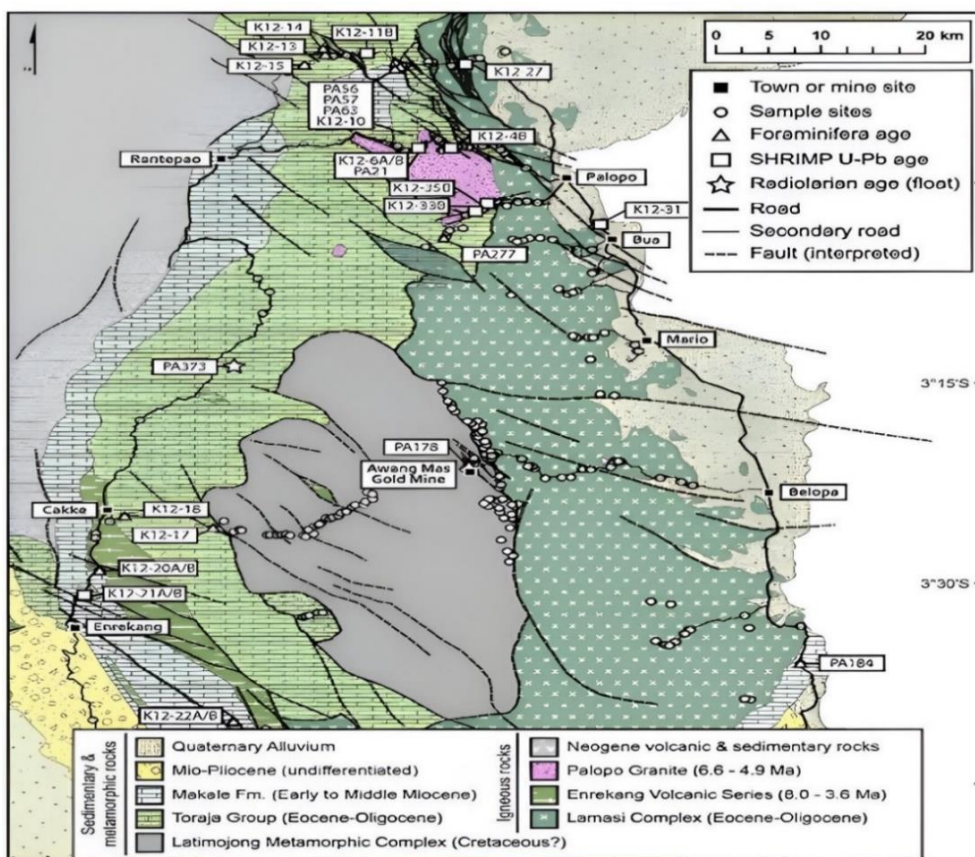 K12-14
K12-11B
K12-13
K12-15
K12-27
0 5 10 20 km
Town or mine site
Sample sites
Foraminifera age
SHRIMP U-Pb age
Radiolarian age (float)
Road
Secondary road
Fault (interpreted)
PA56
PA57
PA63
K12-10
K12-4B
Rantepao
K12-6A/B
PA21
Palopo
K12-35D
K12-33D
K12-31
Bua
PA277
Mario
PA373
3°15'S
PA178
Awang Mas
Gold Mine
Belopa
Cakke
K12-18
K12-17
K12-20A/B
3°30'S
K12-21A/B
Enrekang
PA184
K12-22A/B
Sedimentary &
metamorphic rocks
Quaternary Alluvium
Mio-Pliocene (undifferentiated)
Makale Fm. (Early to Middle Miocene)
Toraja Group (Eocene-Oligocene)
Latimojong Metamorphic Complex (Cretaceous?)
Igneous rocks
Neogene volcanic & sedimentary rocks
Palopo Granite (6.6 - 4.9 Ma)
Enrekang Volcanic Series (8.0 - 3.6 Ma)
Lamasi Complex (Eocene-Oligocene)